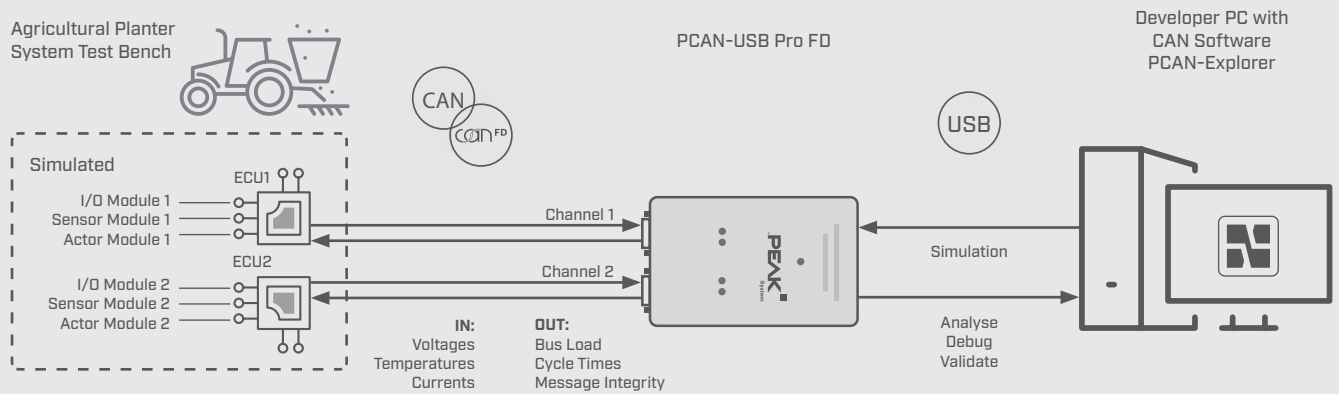 Agricultural Planter
System Test Bench
PCAN-USB Pro FD
Developer PC with
CAN Software
PCAN-Explorer
CAN
CAN FD
USB
Simulated
ECU1
I/O Module 1
Sensor Module 1
Actor Module 1
ECU2
I/O Module 2
Sensor Module 2
Actor Module 2
Channel 1
Channel 2
IN:
Voltages
Temperatures
Currents
OUT:
Bus Load
Cycle Times
Message Integrity
PEAK
System
Simulation
Analyse
Debug
Validate